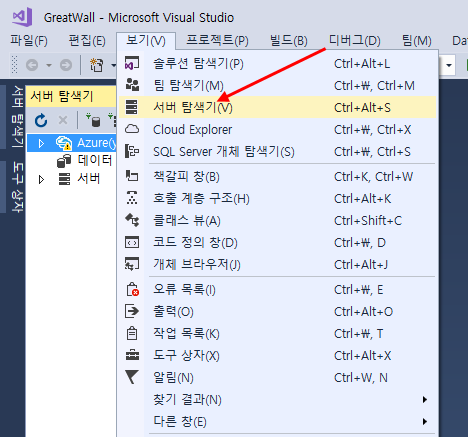 GreatWall - Microsoft Visual Studio
파일(F) 편집(E) 보기(V) 프로젝트(P) 빌드(B) 디버그(D) 팀(M) Dat
서버 탐색기
도구 상자
서버 탐색기
Azure(y
데이터
서버
솔루션 탐색기(P) Ctrl+Alt+L
팀 탐색기(M) Ctrl+₩, Ctrl+M
서버 탐색기(V) Ctrl+Alt+S
Cloud Explorer Ctrl+₩, Ctrl+X
SQL Server 개체 탐색기(S) Ctrl+₩, Ctrl+S
책갈피 창(B) Ctrl+K, Ctrl+W
호출 계층 구조(H) Ctrl+Alt+K
클래스 뷰(A) Ctrl+Shift+C
코드 정의 창(D) Ctrl+₩, D
개체 브라우저(J) Ctrl+Alt+J
오류 목록(I) Ctrl+₩, E
출력(O) Ctrl+Alt+O
작업 목록(K) Ctrl+₩, T
도구 상자(X) Ctrl+Alt+X
알림(N) Ctrl+W, N
찾기 결과(N)
다른 창(E)